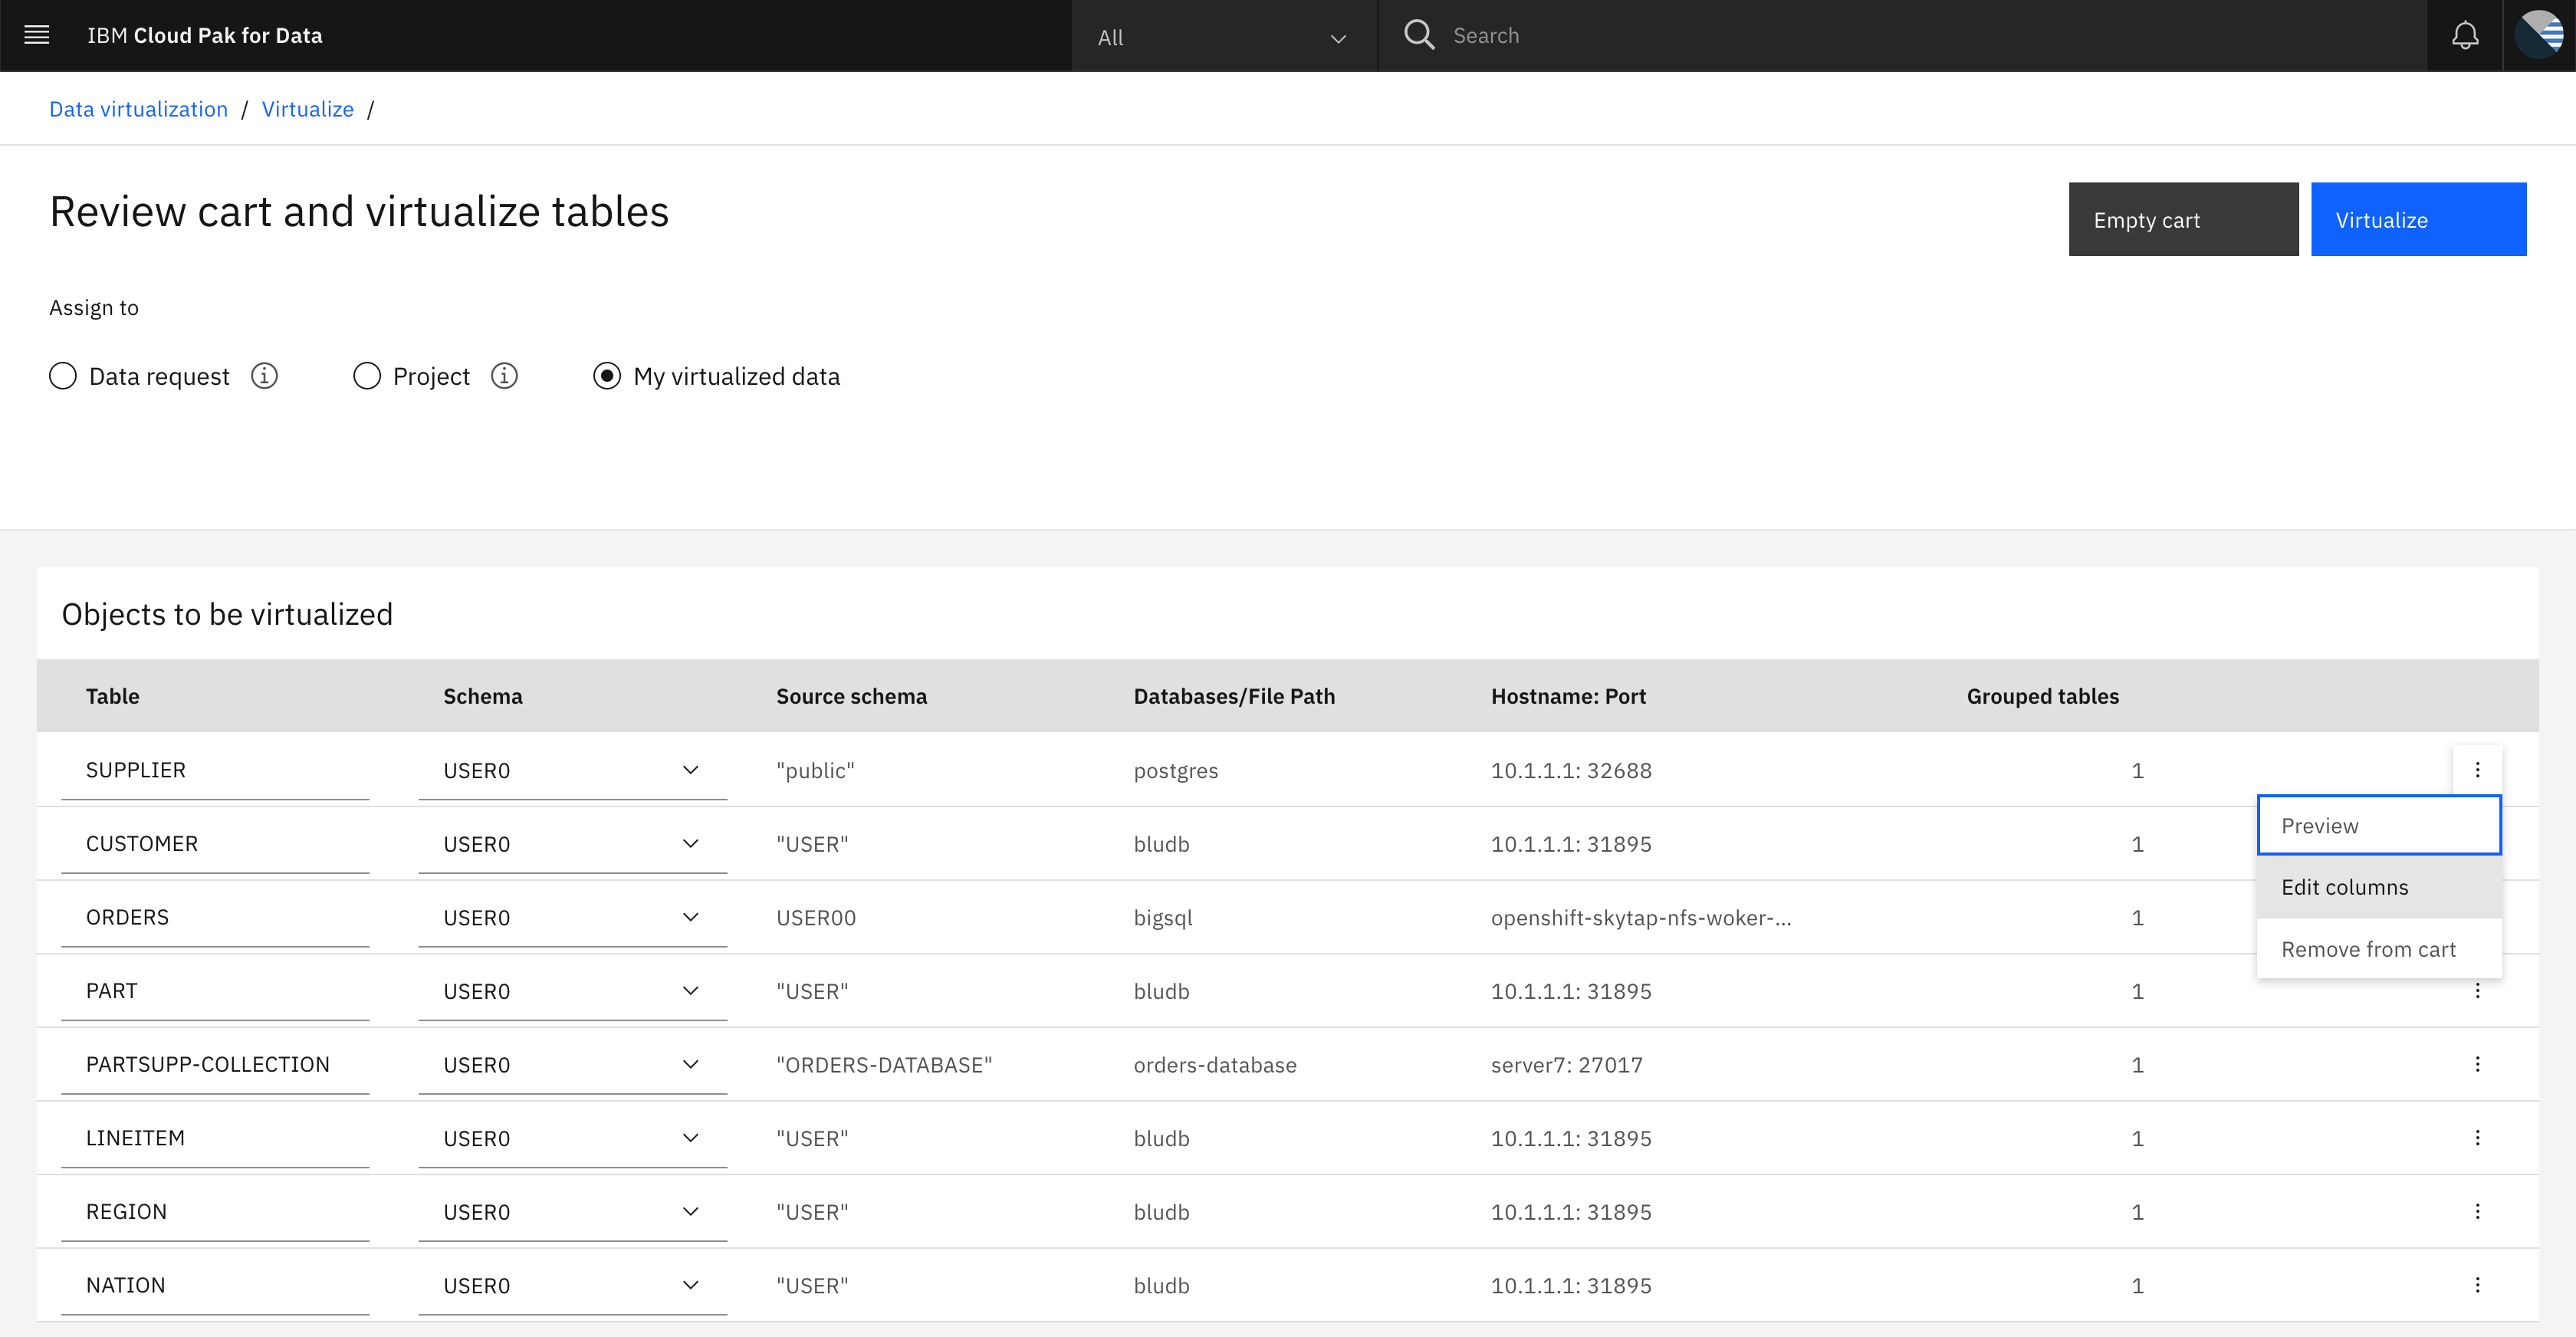 IBM Cloud Pak for Data All Search
Data virtualization / Virtualize /
Review cart and virtualize tables Empty cart Virtualize
Assign to
Data request Project My virtualized data
Objects to be virtualized
Table Schema Source schema Databases/File Path Hostname: Port Grouped tables
SUPPLIER USER0 "public" postgres 10.1.1.1: 32688 1
Preview
CUSTOMER USER0 "USER" bludb 10.1.1.1: 31895 1
Edit columns
ORDERS USER0 USER00 bigsql openshift-skytap-nfs-woker-... 1
Remove from cart
PART USER0 "USER" bludb 10.1.1.1: 31895 1
PARTSUPP-COLLECTION USER0 "ORDERS-DATABASE" orders-database server7: 27017 1
LINEITEM USER0 "USER" bludb 10.1.1.1: 31895 1
REGION USER0 "USER" bludb 10.1.1.1: 31895 1
NATION USER0 "USER" bludb 10.1.1.1: 31895 1